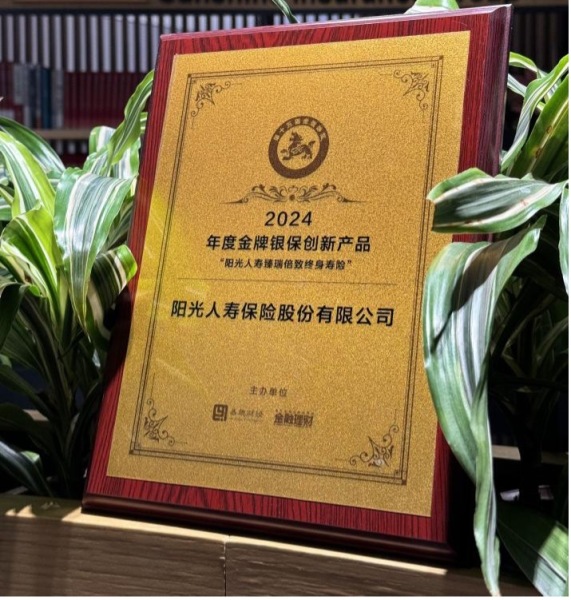 2024
年度金牌银保创新产品
“阳光人寿臻瑞倍致终身寿险”
阳光人寿保险股份有限公司
主办单位
金融理财